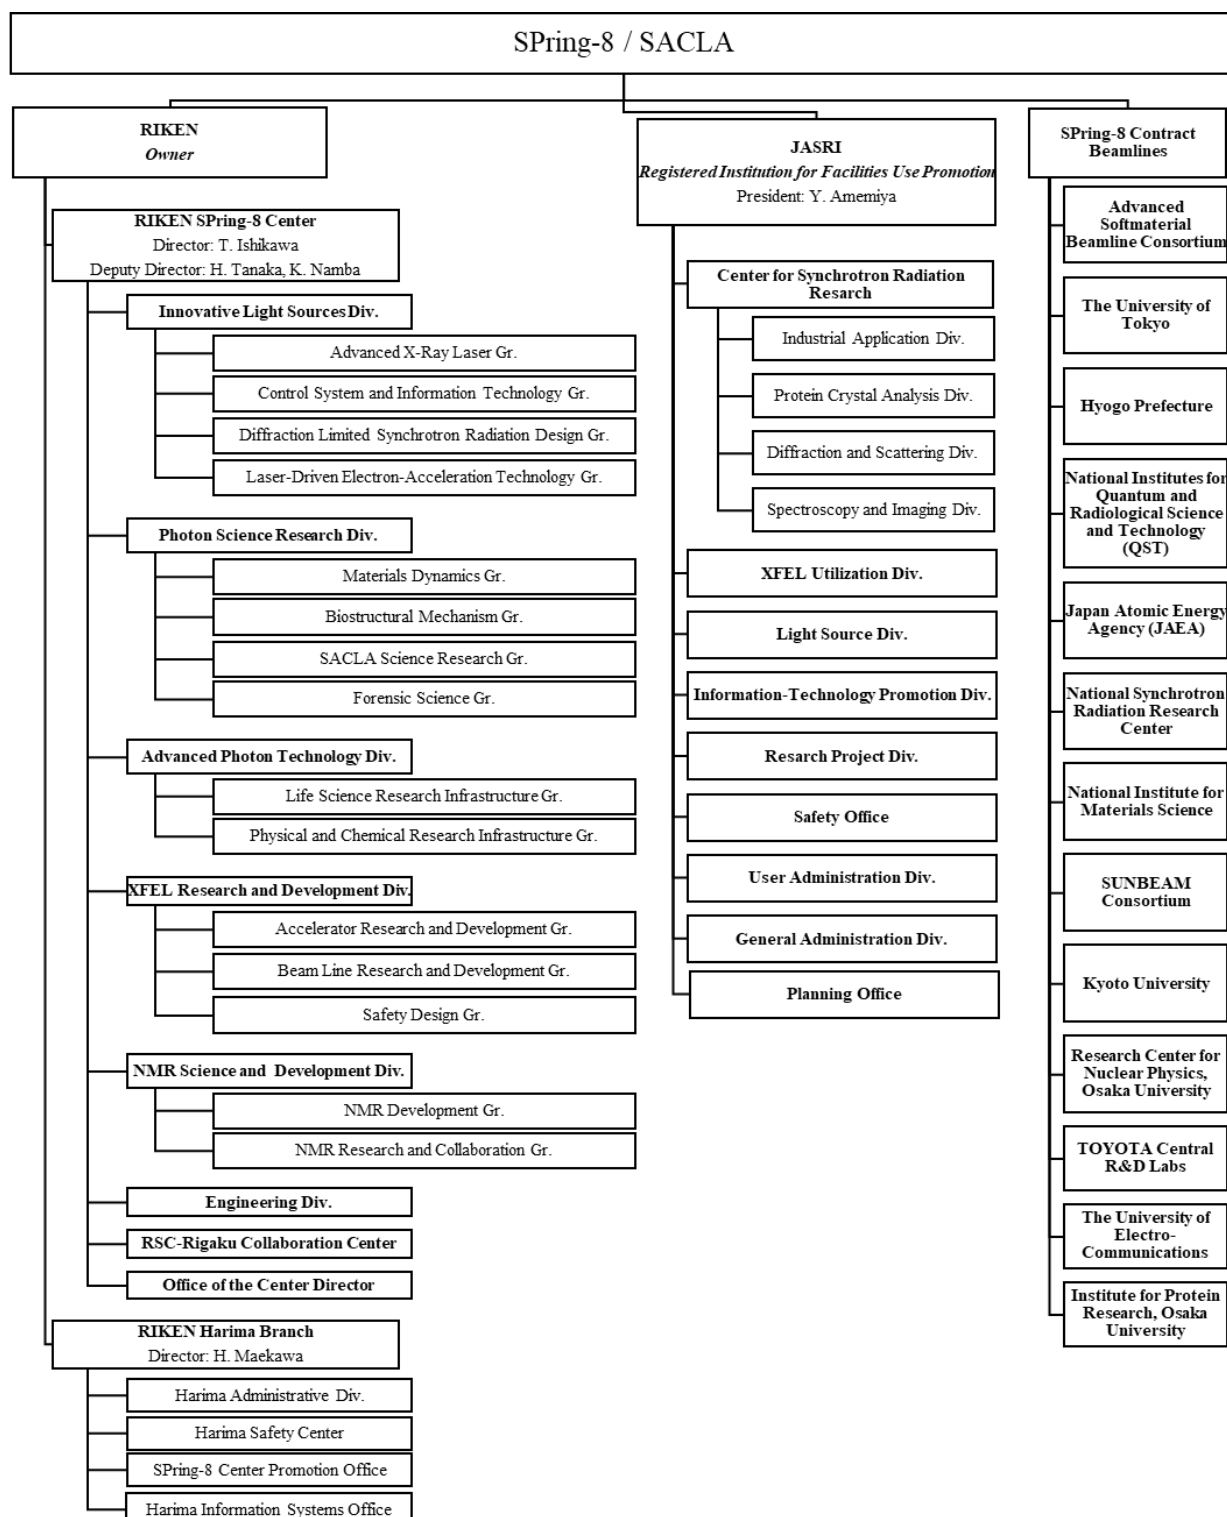 SPring-8 / SACLA
RIKEN
Owner
RIKEN SPring-8 Center
Director: T. Ishikawa
Deputy Director: H. Tanaka, K. Namba
Innovative Light Sources Div.
Advanced X-Ray Laser Gr.
Control System and Information Technology Gr.
Diffraction Limited Synchrotron Radiation Design Gr.
Laser-Driven Electron-Acceleration Technology Gr.
Photon Science Research Div.
Materials Dynamics Gr.
Biostructural Mechanism Gr.
SACLA Science Research Gr.
Forensic Science Gr.
Advanced Photon Technology Div.
Life Science Research Infrastructure Gr.
Physical and Chemical Research Infrastructure Gr.
XFEL Research and Development Div.
Accelerator Research and Development Gr.
Beam Line Research and Development Gr.
Safety Design Gr.
NMR Science and Development Div.
NMR Development Gr.
NMR Research and Collaboration Gr.
Engineering Div.
RSC-Rigaku Collaboration Center
Office of the Center Director
RIKEN Harima Branch
Director: H. Maekawa
Harima Administrative Div.
Harima Safety Center
SPring-8 Center Promotion Office
Harima Information Systems Office
JASRI
Registered Institution for Facilities Use Promotion
President: Y. Amemiya
Center for Synchrotron Radiation
Resarch
Industrial Application Div.
Protein Crystal Analysis Div.
Diffraction and Scattering Div.
Spectroscopy and Imaging Div.
XFEL Utilization Div.
Light Source Div.
Information-Technology Promotion Div.
Resarch Project Div.
Safety Office
User Administration Div.
General Administration Div.
Planning Office
SPring-8 Contract
Beamlines
Advanced
Softmaterial
Beamline Consortium
The University of
Tokyo
Hyogo Prefecture
National Institutes for
Quantum and
Radiological Science
and Technology
(QST)
Japan Atomic Energy
Agency (JAEA)
National Synchrotron
Radiation Research
Center
National Institute for
Materials Science
SUNBEAM
Consortium
Kyoto University
Research Center for
Nuclear Physics,
Osaka University
TOYOTA Central
R&D Labs
The University of
Electro-
Communications
Institute for Protein
Research, Osaka
University